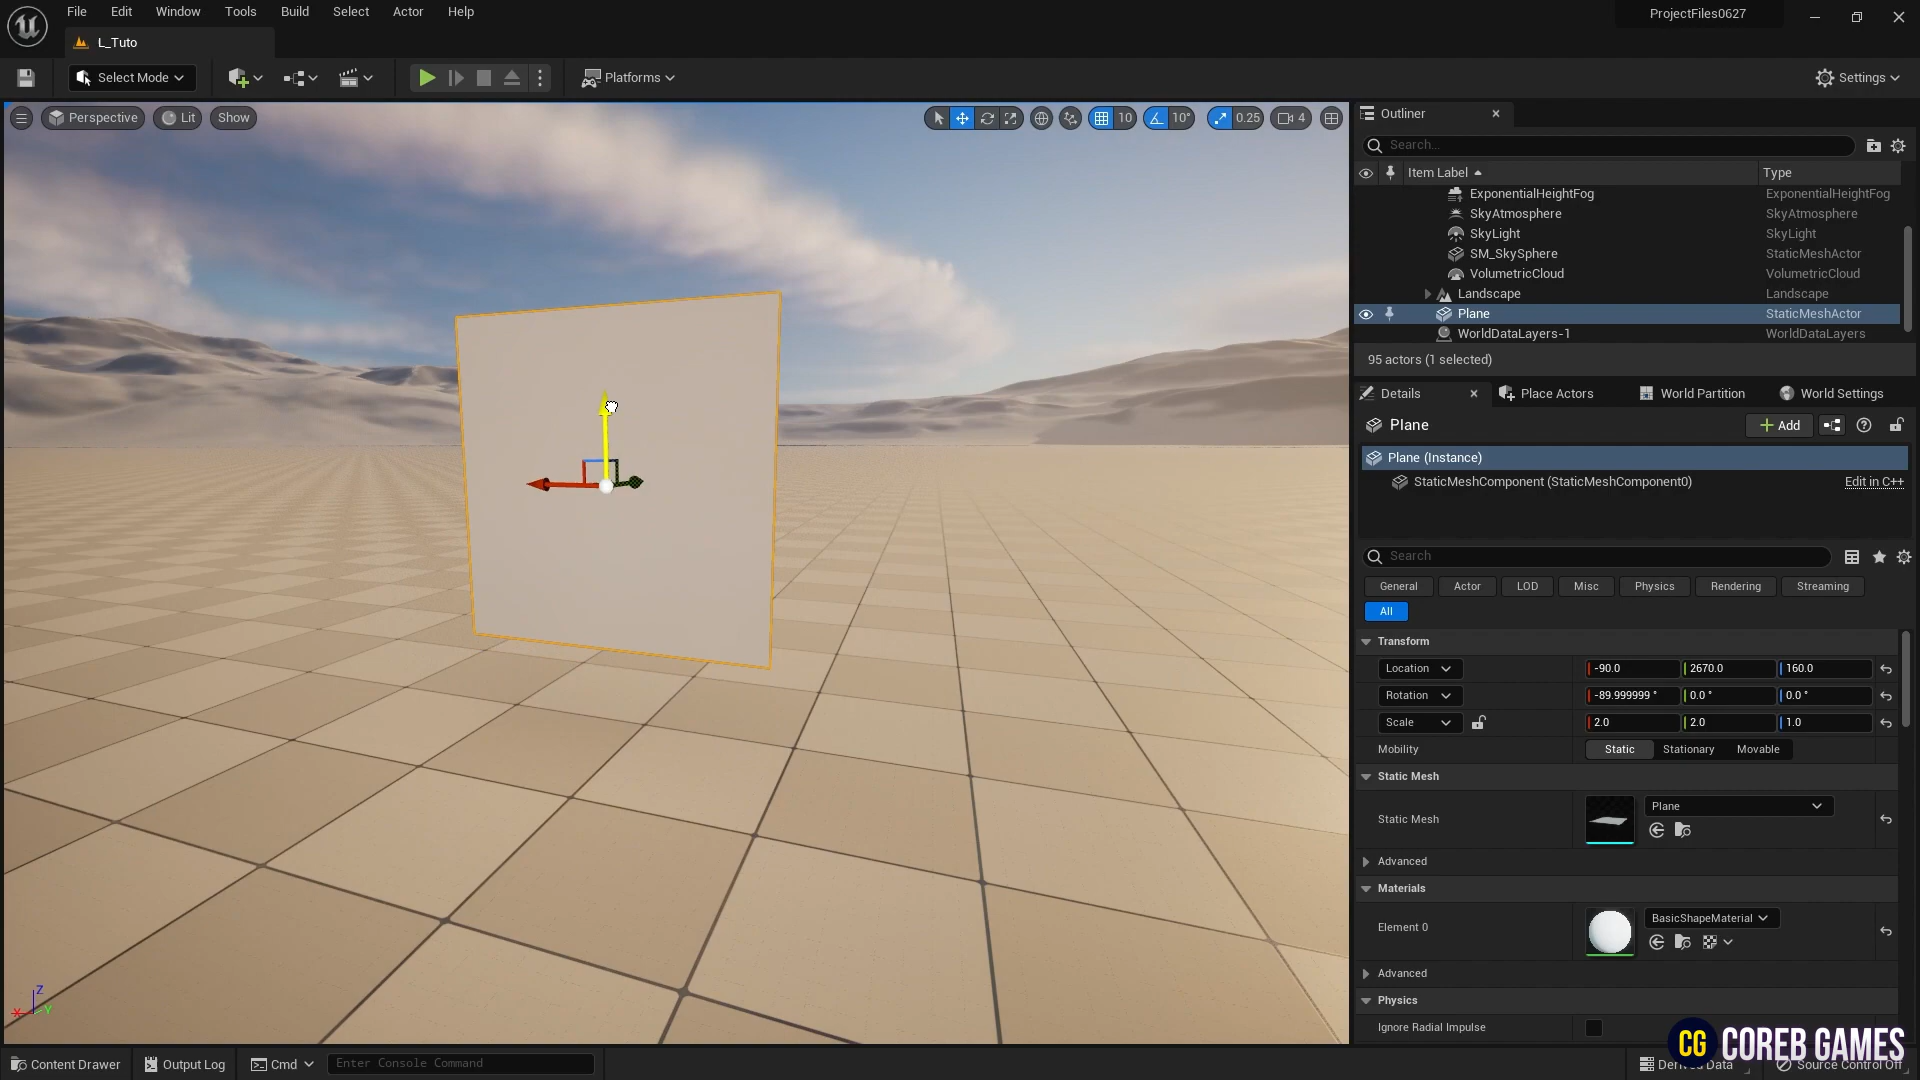 File Edit Window Tools Build Select Actor Help
ProjectFiles0627
L_Tuto
Select Mode
Platforms
Settings
Perspective Lit Show
10 10° 0.25 4
Outliner
Search...
Item Label Type
ExponentialHeightFog ExponentialHeightFog
SkyAtmosphere SkyAtmosphere
SkyLight SkyLight
SM_SkySphere StaticMeshActor
VolumetricCloud VolumetricCloud
Landscape Landscape
Plane StaticMeshActor
WorldDataLayers-1 WorldDataLayers
95 actors (1 selected)
Details Place Actors World Partition World Settings
Plane
Add
Plane (Instance)
StaticMeshComponent (StaticMeshComponent0) Edit in C++
Search
General Actor LOD Misc Physics Rendering Streaming
All
Transform
Location -90.0 2670.0 160.0
Rotation -89.999999 ° 0.0 ° 0.0 °
Scale 2.0 2.0 1.0
Mobility Static Stationary Movable
Static Mesh
Static Mesh Plane
Advanced
Materials
Element 0 BasicShapeMaterial
Advanced
Physics
Ignore Radial Impulse
Z
X Y
CG COREB GAMES
Content Drawer Output Log Cmd Enter Console Command
Derived Data Source Control Off